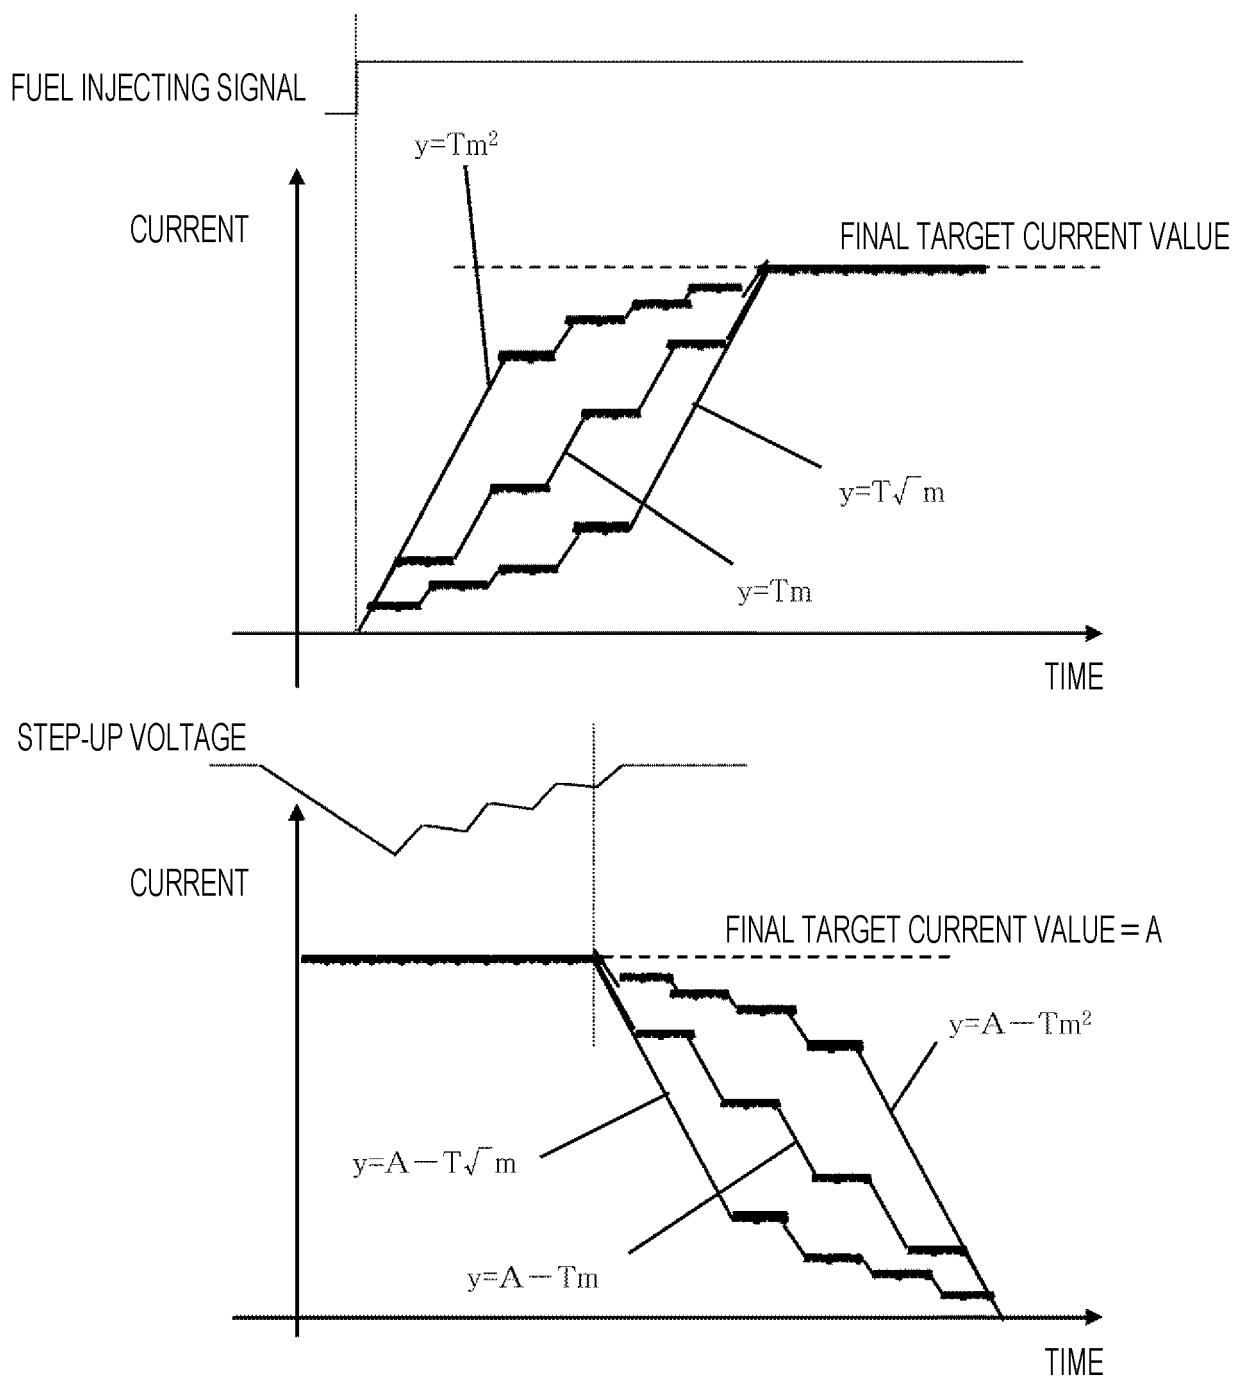 FUEL INJECTING SIGNAL
y=Tm²
CURRENT
FINAL TARGET CURRENT VALUE
y=T√m
y=Tm
TIME
STEP-UP VOLTAGE
CURRENT
FINAL TARGET CURRENT VALUE = A
y=A－Tm²
y=A－T√m
y=A－Tm
TIME